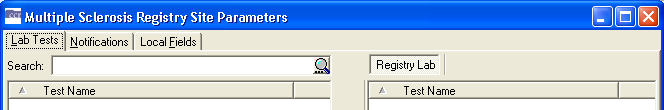 Multiple Sclerosis Registry Site Parameters
Lab Tests Notifications Local Fields
Search: Registry Lab
Test Name Test Name